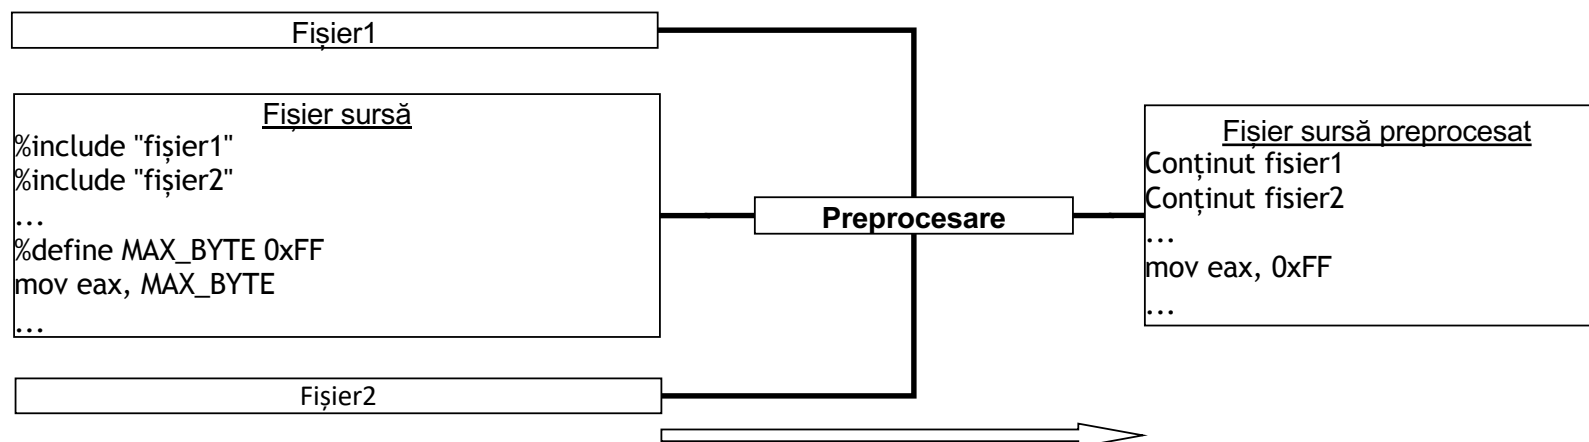 Fișier1
Fișier sursă
%include "fișier1"
%include "fișier2"
...
%define MAX_BYTE 0xFF
mov eax, MAX_BYTE
...
Fișier2
Preprocesare
Fișier sursă preprocesat
Conținut fisier1
Conținut fisier2
...
mov eax, 0xFF
...